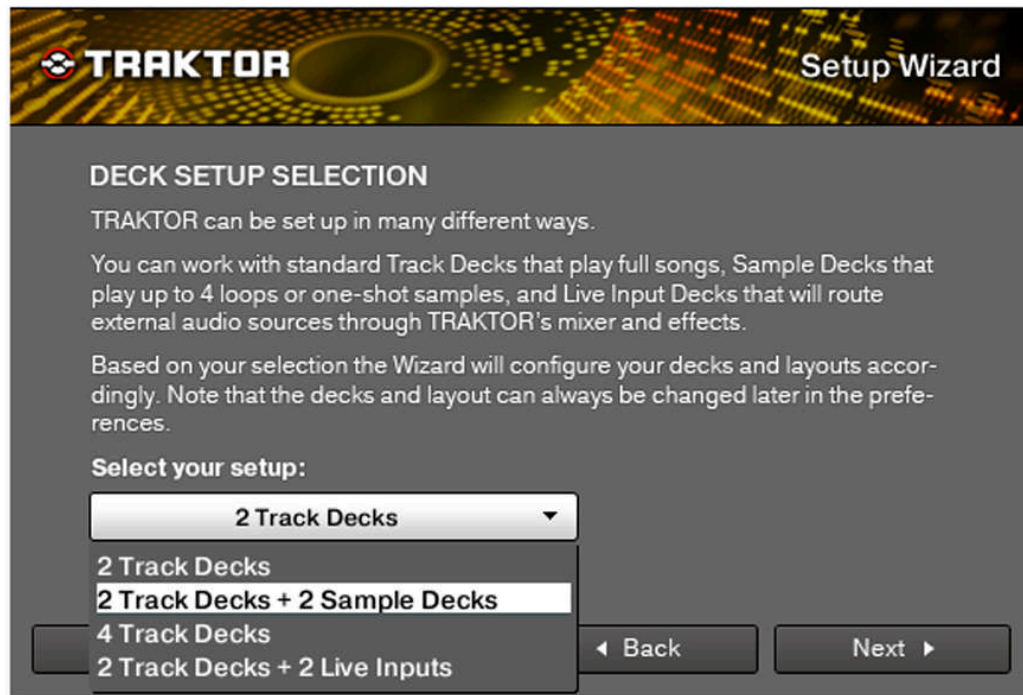 TRAKTOR
Setup Wizard
DECK SETUP SELECTION
TRAKTOR can be set up in many different ways.
You can work with standard Track Decks that play full songs, Sample Decks that
play up to 4 loops or one-shot samples, and Live Input Decks that will route
external audio sources through TRAKTOR's mixer and effects.
Based on your selection the Wizard will configure your decks and layouts accor-
dingly. Note that the decks and layout can always be changed later in the prefe-
rences.
Select your setup:
2 Track Decks
2 Track Decks
2 Track Decks + 2 Sample Decks
4 Track Decks
2 Track Decks + 2 Live Inputs
Back
Next